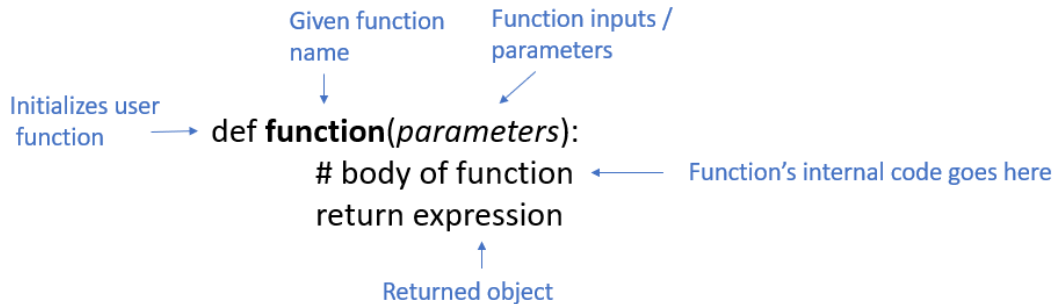 Given function
name
Function inputs /
parameters
Initializes user
function
def function(parameters):
# body of function
Function’s internal code goes here
return expression
Returned object